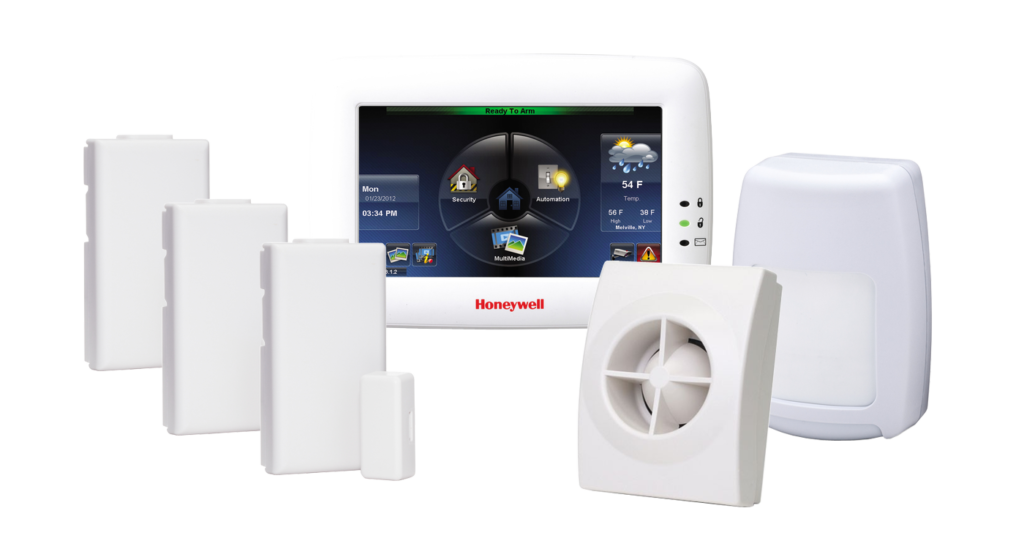 Ready To Arm
Mon
01/23/2012
03:34 PM
Security
Automation
MultiMedia
54 F
Temp
56 F 38 F
High Low
Melville, NY
Honeywell